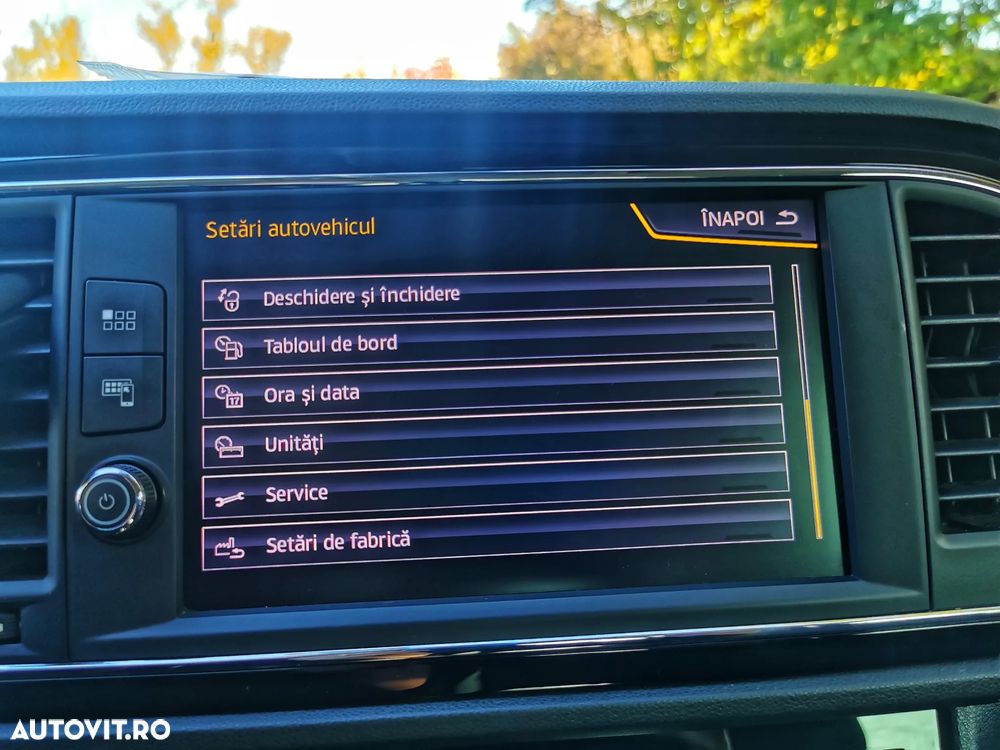 Setări autovehicul
ÎNAPOI
Deschidere și închidere
Tabloul de bord
Ora și data
17
Unități
Service
Setări de fabrică
AUTOVIT.RO